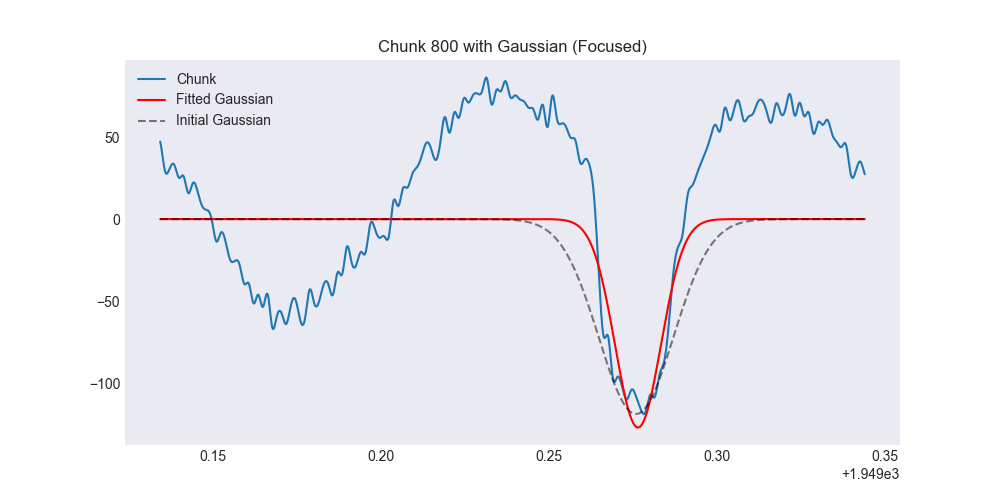 Chunk 800 with Gaussian (Focused)
Chunk
Fitted Gaussian
Initial Gaussian
50
0
−50
−100
0.15 0.20 0.25 0.30 0.35
+1.949e3